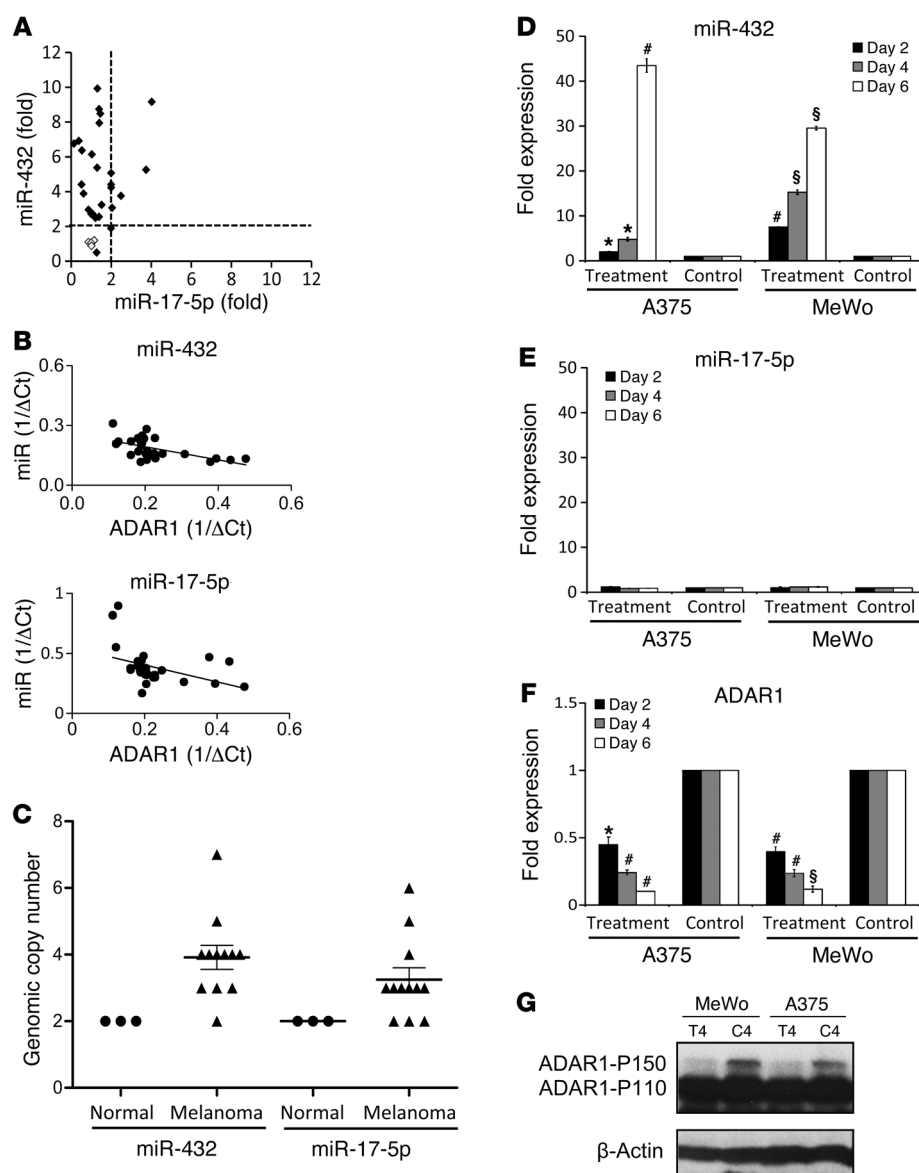 A
miR-432 (fold)
12
10
8
6
4
2
0
0 2 4 6 8 10 12
miR-17-5p (fold)
B
miR-432
miR (1/ΔCt)
0.6
0.3
0.0
0.0 0.2 0.4 0.6
ADAR1 (1/ΔCt)
miR-17-5p
miR (1/ΔCt)
1
0.5
0
0 0.2 0.4 0.6
ADAR1 (1/ΔCt)
C
Genomic copy number
8
6
4
2
0
Normal Melanoma Normal Melanoma
miR-432 miR-17-5p
D
miR-432
Fold expression
50
40
30
20
10
0
Day 2
Day 4
Day 6
* * # # § §
Treatment Control Treatment Control
A375 MeWo
E
miR-17-5p
Fold expression
50
40
30
20
10
0
Day 2
Day 4
Day 6
Treatment Control Treatment Control
A375 MeWo
F
ADAR1
Fold expression
1.5
1
0.5
0
Day 2
Day 4
Day 6
* # # # # §
Treatment Control Treatment Control
A375 MeWo
G
MeWo A375
T4 C4 T4 C4
ADAR1-P150
ADAR1-P110
β-Actin